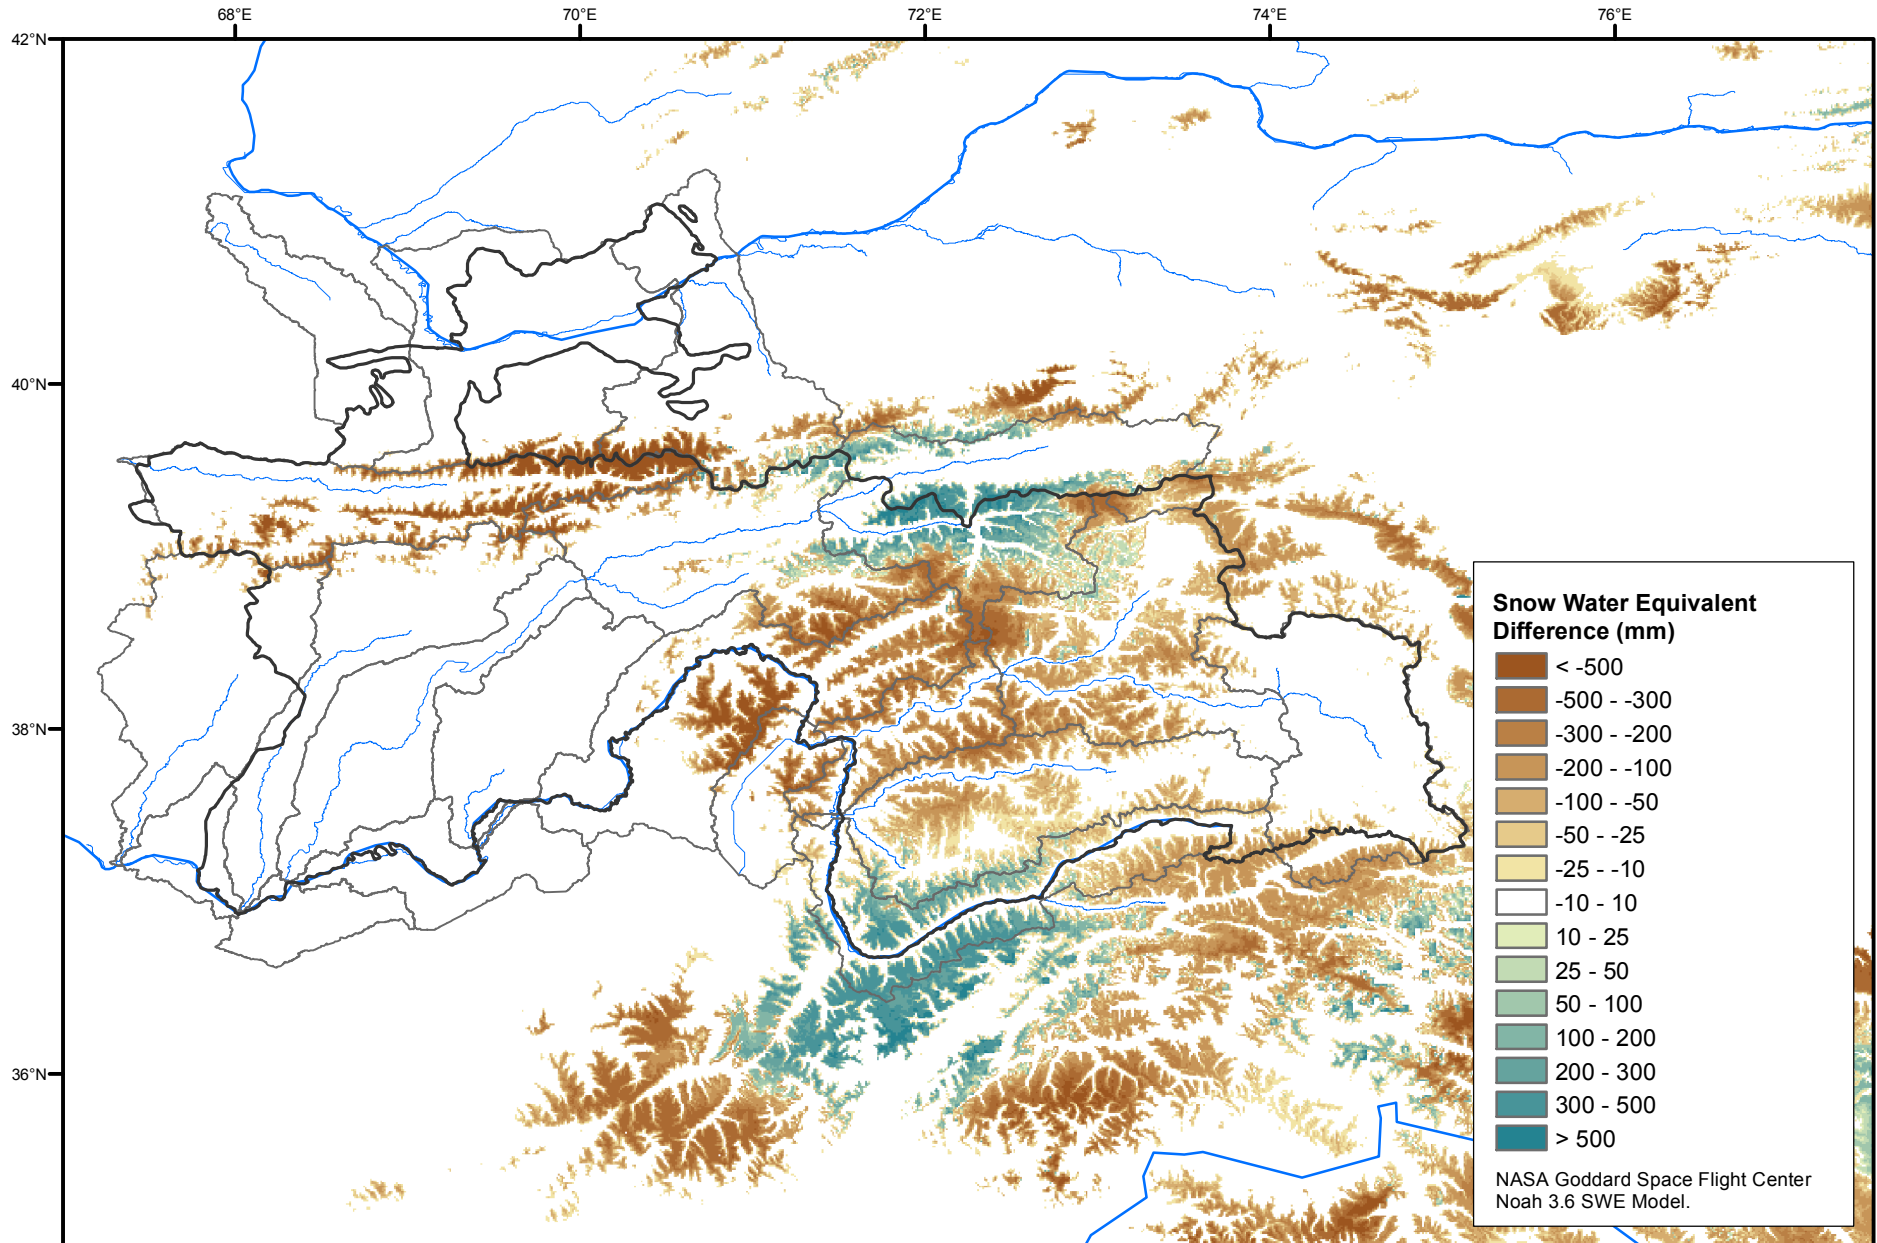 68°E 70°E 72°E 74°E 76°E
42°N
40°N
38°N
36°N
Snow Water Equivalent
Difference (mm)
< -500
-500 - -300
-300 - -200
-200 - -100
-100 - -50
-50 - -25
-25 - -10
-10 - 10
10 - 25
25 - 50
50 - 100
100 - 200
200 - 300
300 - 500
> 500
NASA Goddard Space Flight Center
Noah 3.6 SWE Model.